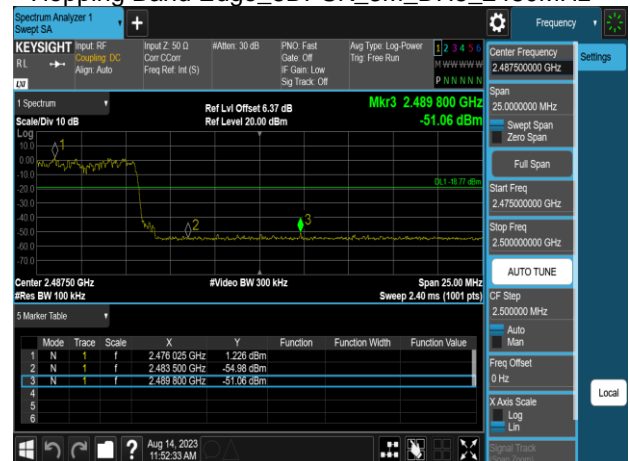 Hopping Band Edge_8DPSK_3M_DH5_2480MHz
Spectrum Analyzer 1
Swept SA
Frequency
KEYSIGHT
RL
LXI
Input: RF
Coupling: DC
Align: Auto
Input Z: 50 Ω
Corr CCorr
Freq Ref: Int (S)
#Atten: 30 dB
PNO: Fast
Gate: Off
IF Gain: Low
Sig Track: Off
Avg Type: Log-Power
Trig: Free Run
1 2 3 4 5 6
M W W W W W
P N N N N N
Center Frequency
2.487500000 GHz
Settings
1 Spectrum
Scale/Div 10 dB
Ref Lvl Offset 6.37 dB
Ref Level 20.00 dBm
Mkr3 2.489 800 GHz
-51.06 dBm
Span
25.0000000 MHz
Swept Span
Zero Span
Full Span
Start Freq
2.475000000 GHz
Stop Freq
2.500000000 GHz
AUTO TUNE
CF Step
2.500000 MHz
Auto
Man
Freq Offset
0 Hz
X Axis Scale
Log
Lin
Local
Signal Track
(Span Zoom)
Log
10.0
0.00
-10.0
-20.0
-30.0
-40.0
-50.0
-60.0
-70.0
1
2
3
DL1 -18.77 dBm
Center 2.48750 GHz
#Res BW 100 kHz
#Video BW 300 kHz
Span 25.00 MHz
Sweep 2.40 ms (1001 pts)
5 Marker Table
Mode Trace Scale X Y Function Function Width Function Value
1 N 1 f 2.476 025 GHz 1.226 dBm
2 N 1 f 2.483 500 GHz -54.98 dBm
3 N 1 f 2.489 800 GHz -51.06 dBm
4
5
6
?
Aug 14, 2023
11:52:33 AM